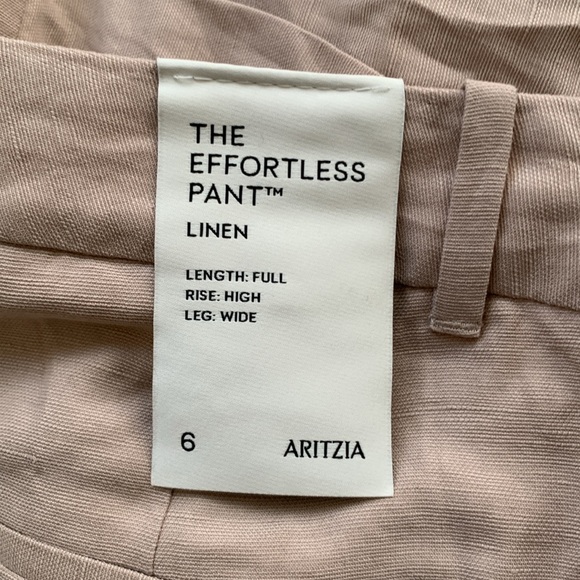 THE
EFFORTLESS
PANT™
LINEN
LENGTH: FULL
RISE: HIGH
LEG: WIDE
6 ARITZIA